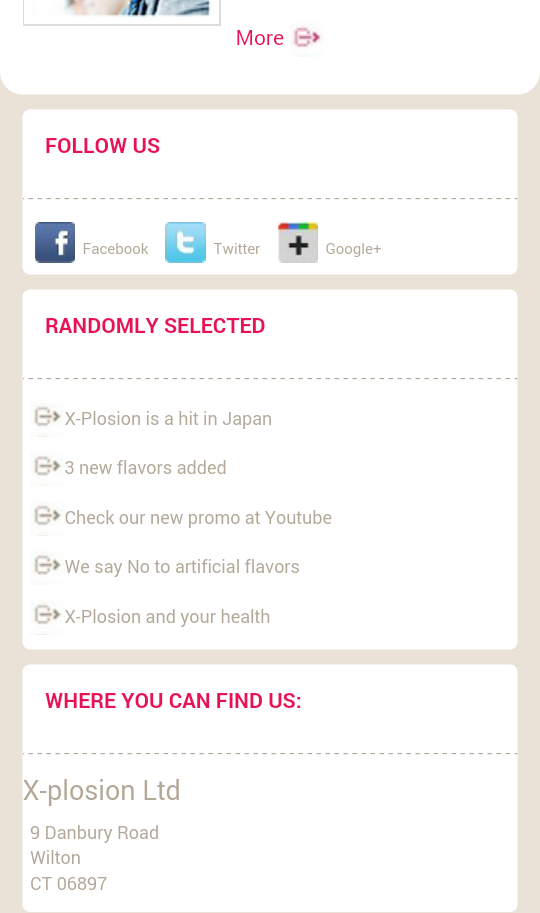 More
FOLLOW US
Facebook Twitter Google+
RANDOMLY SELECTED
X-Plosion is a hit in Japan
3 new flavors added
Check our new promo at Youtube
We say No to artificial flavors
X-Plosion and your health
WHERE YOU CAN FIND US:
X-plosion Ltd
9 Danbury Road
Wilton
CT 06897